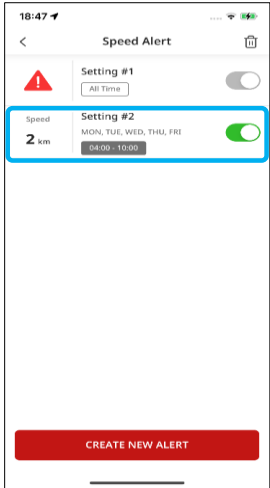 18:47
Speed Alert
Setting #1
All Time
Speed
2 km
Setting #2
MON, TUE, WED, THU, FRI
04:00 - 10:00
CREATE NEW ALERT